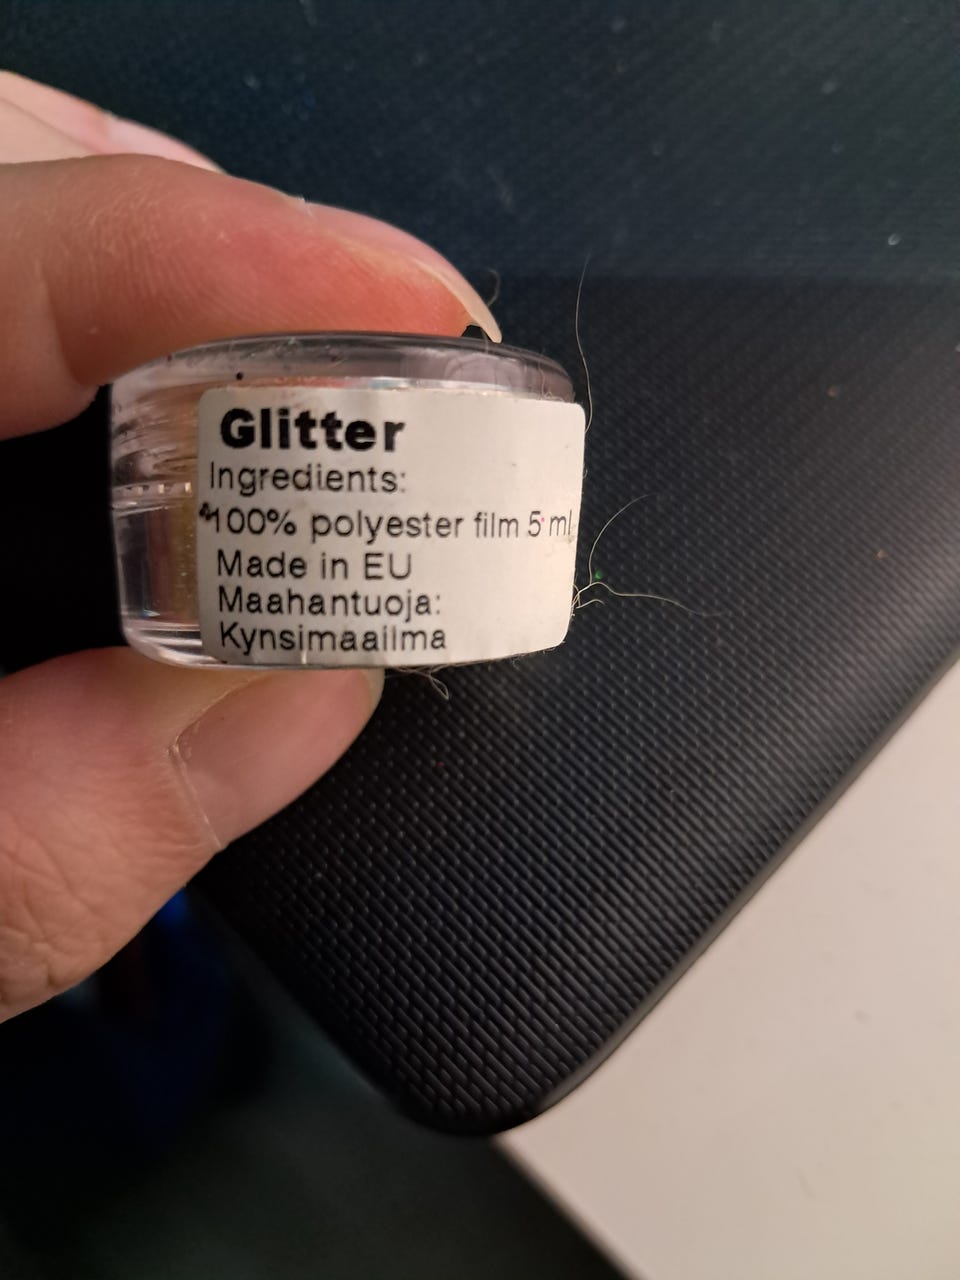 Glitter
Ingredients:
100% polyester film 5 ml
Made in EU
Maahantuoja:
Kynsimaailma